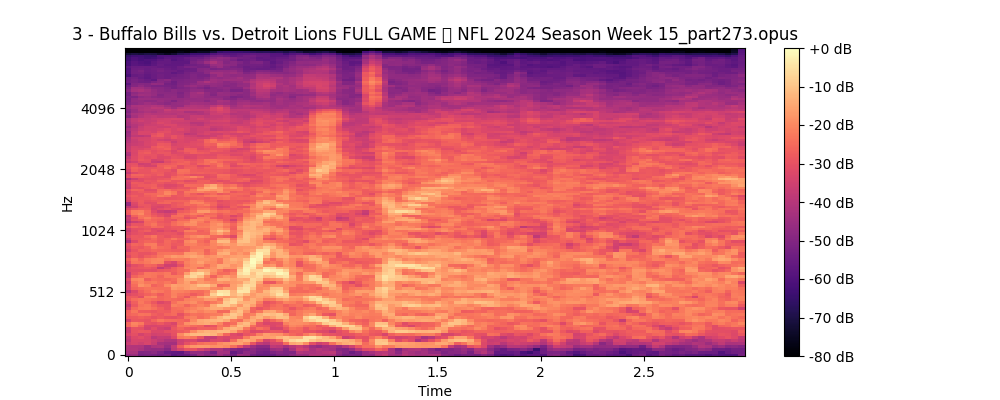 3 - Buffalo Bills vs. Detroit Lions FULL GAME ▯ NFL 2024 Season Week 15_part273.opus
+0 dB
4096
-10 dB
-20 dB
2048
-30 dB
Hz
-40 dB
1024
-50 dB
512
-60 dB
-70 dB
0
-80 dB
0 0.5 1 1.5 2 2.5
Time